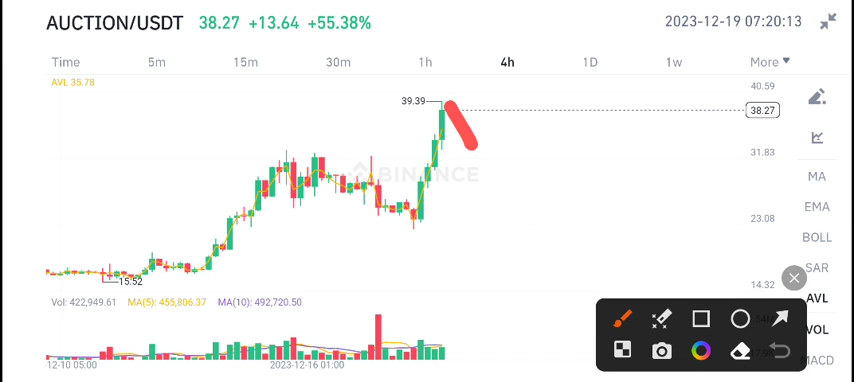 AUCTION/USDT 38.27 +13.64 +55.38% 2023-12-19 07:20:13
Time 5m 15m 30m 1h 4h 1D 1w More
AVL 35.78
40.59
39.39
38.27
31.83
BINANCE
MA
EMA
23.08
BOLL
SAR
15.52
14.32
AVL
Vol: 422,949.61 MA(5): 455,806.37 MA(10): 492,720.50
VOL
MACD
12-10 05:00 2023-12-16 01:00